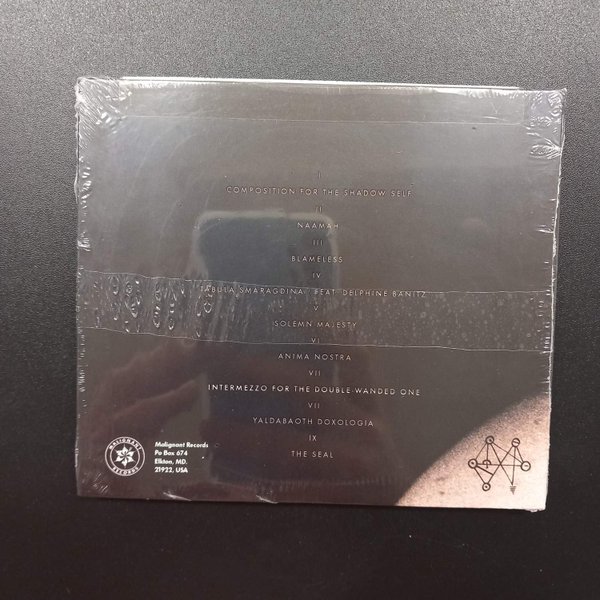 I
COMPOSITION FOR THE SHADOW SELF
II
NAAMAH
III
BLAMELESS
IV
TABULA SMARAGDINA FEAT. DELPHINE BANITZ
V
SOLEMN MAJESTY
VI
ANIMA NOSTRA
VII
INTERMEZZO FOR THE DOUBLE-WANDED ONE
VII
YALDABAOTH DOXOLOGIA
IX
THE SEAL
MALIGNANT
RECORDS
Malignant Records
Po Box 674
Elkton, MD.
21922, USA